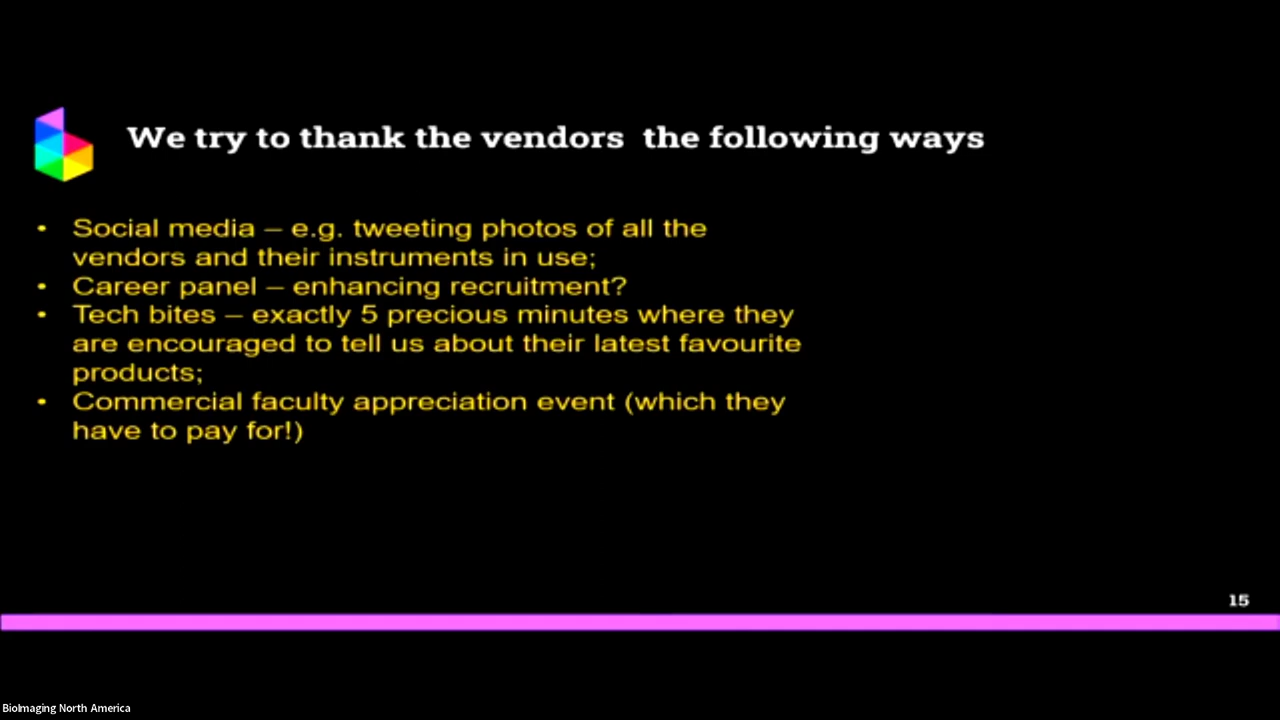 We try to thank the vendors  the following ways
• Social media – e.g. tweeting photos of all the
vendors and their instruments in use;
• Career panel – enhancing recruitment?
• Tech bites – exactly 5 precious minutes where they
are encouraged to tell us about their latest favourite
products;
• Commercial faculty appreciation event (which they
have to pay for!)
15
BioImaging North America